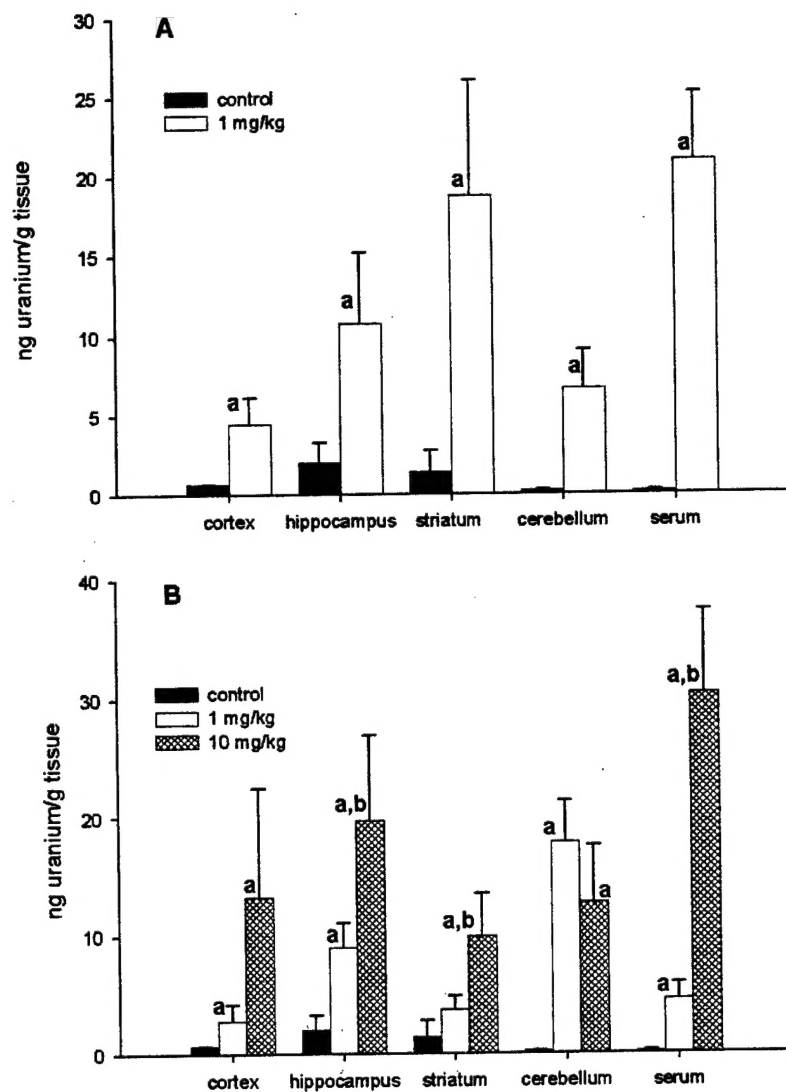 A
control
1 mg/kg
ng uranium/g tissue
30
25
20
15
10
5
0
a
a
a
a
a
cortex hippocampus striatum cerebellum serum
B
control
1 mg/kg
10 mg/kg
ng uranium/g tissue
40
30
20
10
0
a
a
a
a,b
a,b
a
a
a
a,b
cortex hippocampus striatum cerebellum serum